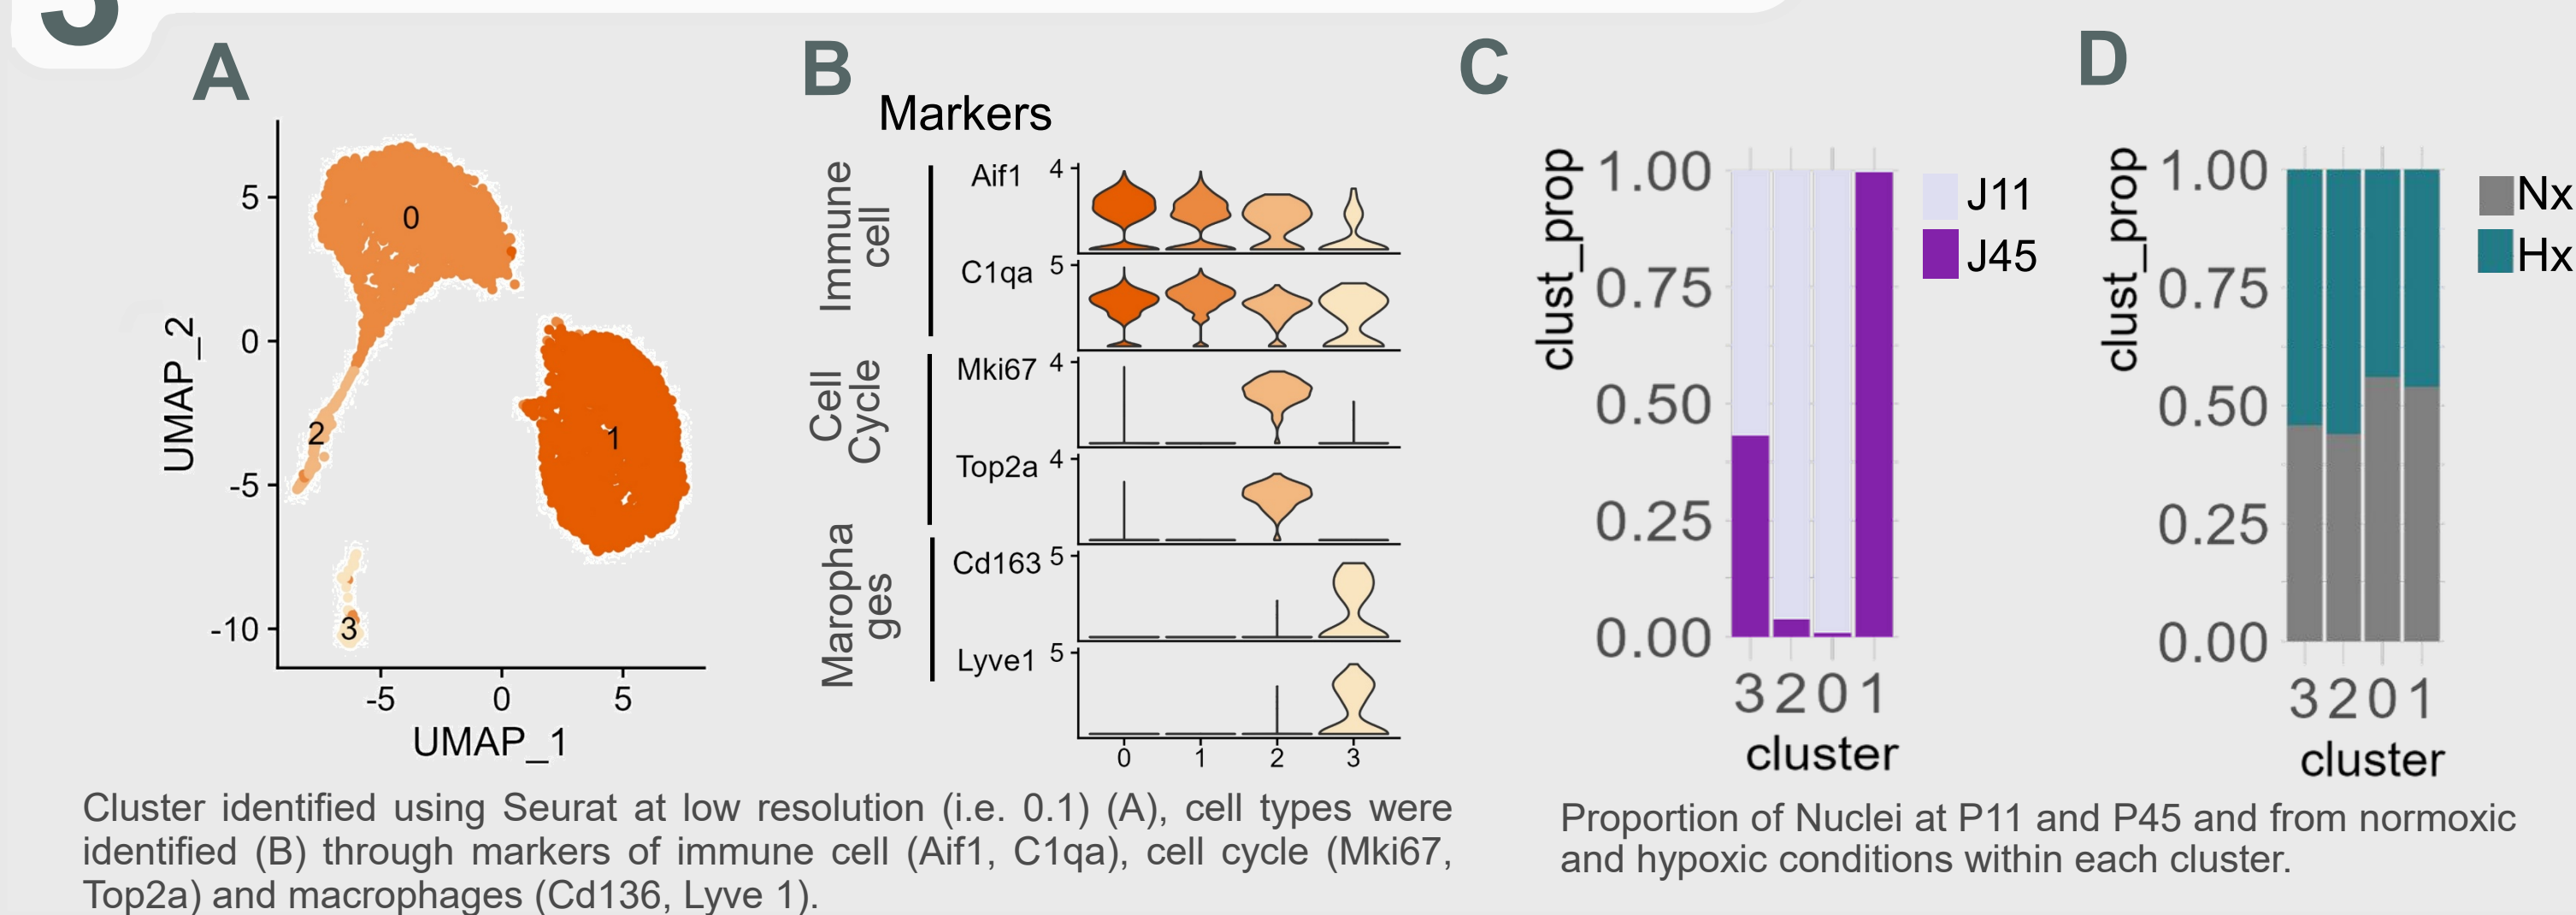 A
UMAP_2
5
0
-5
-10
0
1
2
3
-5 0 5
UMAP_1
B
Markers
Immune
cell
Cell
Cycle
Maropha
ges
Aif1 4
C1qa 5
Mki67 4
Top2a 4
Cd163 5
Lyve1 5
0 1 2 3
Cluster identified using Seurat at low resolution (i.e. 0.1) (A), cell types were
identified (B) through markers of immune cell (Aif1, C1qa), cell cycle (Mki67,
Top2a) and macrophages (Cd136, Lyve 1).
C
clust_prop
1.00
0.75
0.50
0.25
0.00
3 2 0 1
cluster
J11
J45
D
clust_prop
1.00
0.75
0.50
0.25
0.00
3 2 0 1
cluster
Nx
Hx
Proportion of Nuclei at P11 and P45 and from normoxic
and hypoxic conditions within each cluster.